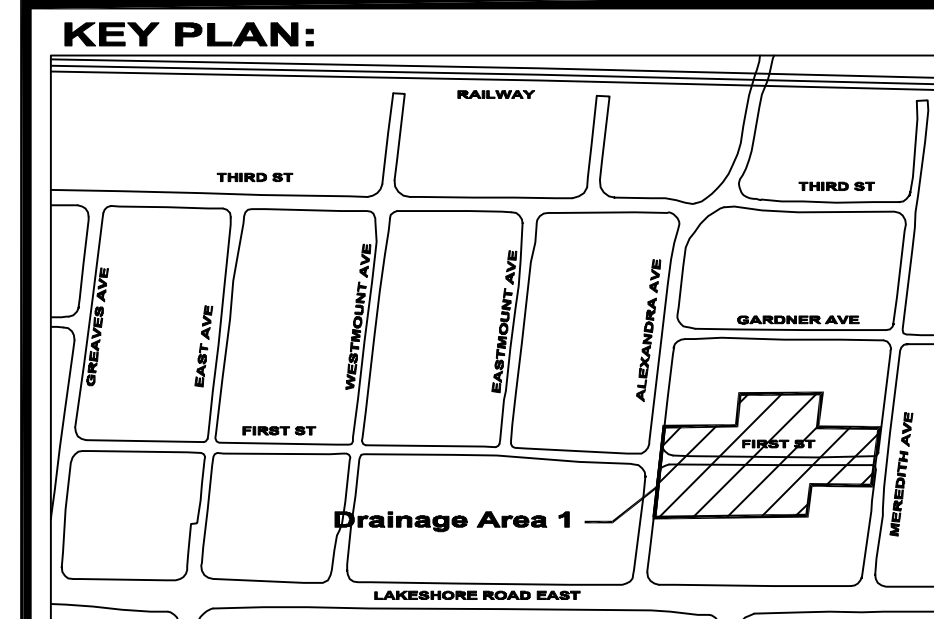 KEY PLAN:
RAILWAY
THIRD ST
THIRD ST
GREAVES AVE
EAST AVE
WESTMOUNT AVE
EASTMOUNT AVE
ALEXANDRA AVE
GARDNER AVE
FIRST ST
FIRST ST
MEREDITH AVE
Drainage Area 1
LAKESHORE ROAD EAST